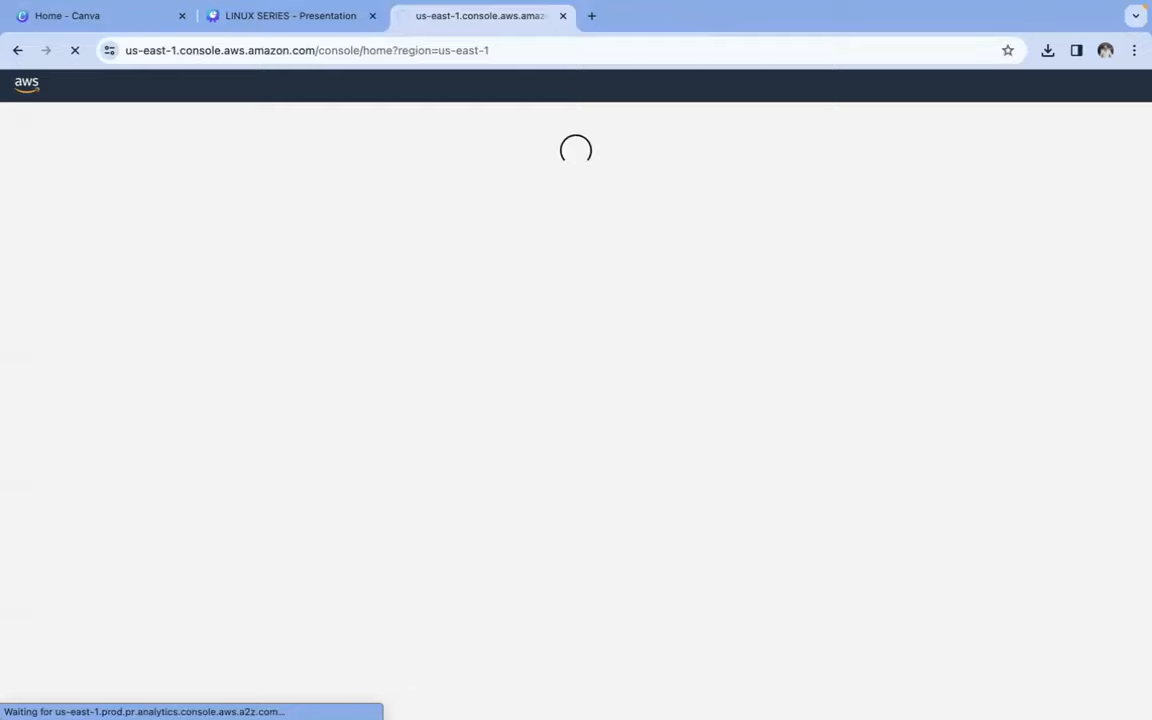 Home - Canva
LINUX SERIES - Presentation
us-east-1.console.aws.amaz
us-east-1.console.aws.amazon.com/console/home?region=us-east-1
aws
Waiting for us-east-1.prod.pr.analytics.console.aws.a2z.com...